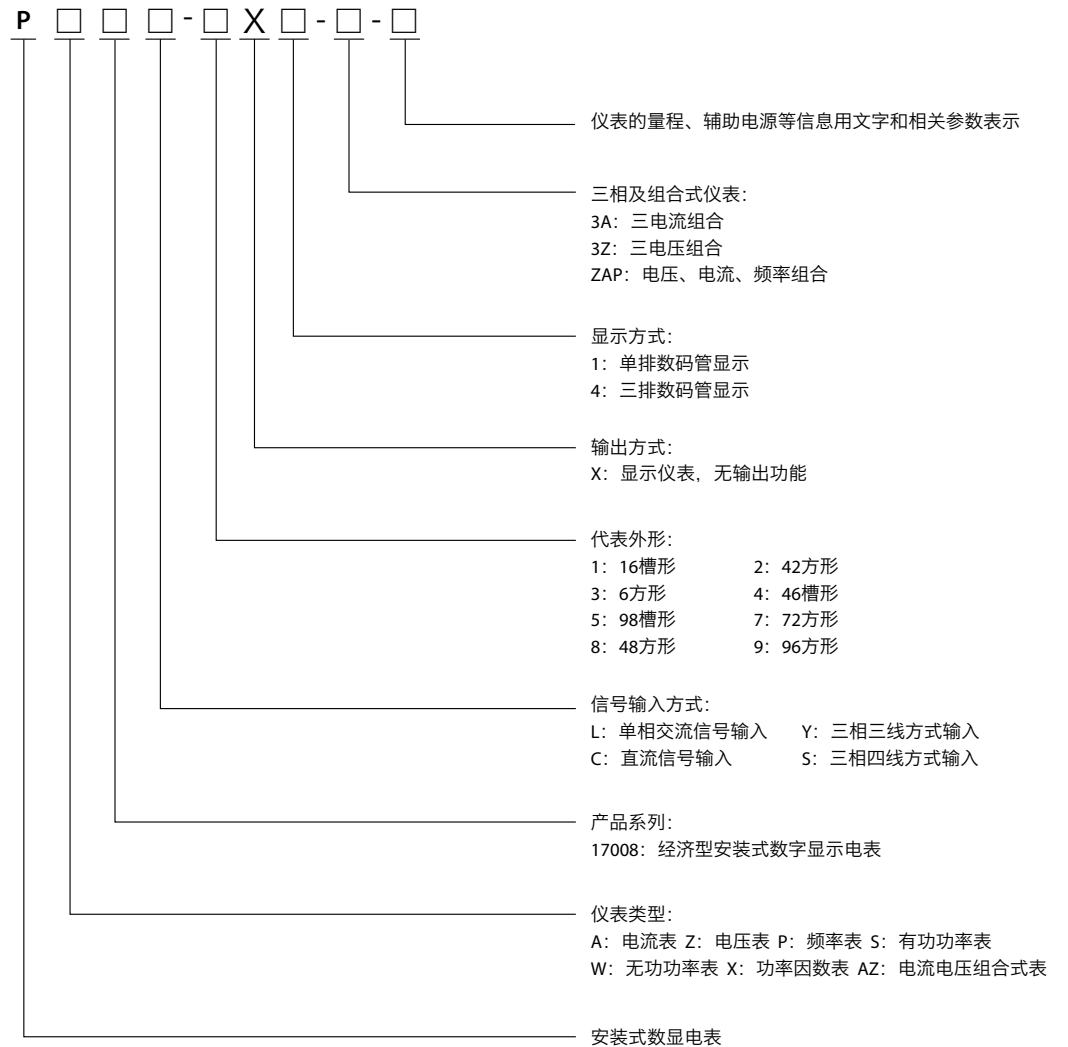 P□□□-□X□-□-□
仪表的量程、辅助电源等信息用文字和相关参数表示
三相及组合式仪表：
3A：三电流组合
3Z：三电压组合
ZAP：电压、电流、频率组合
显示方式：
1：单排数码管显示
4：三排数码管显示
输出方式：
X：显示仪表，无输出功能
代表外形：
1：16槽形 2：42方形
3：6方形 4：46槽形
5：98槽形 7：72方形
8：48方形 9：96方形
信号输入方式：
L：单相交流信号输入 Y：三相三线方式输入
C：直流信号输入 S：三相四线方式输入
产品系列：
17008：经济型安装式数字显示电表
仪表类型：
A：电流表 Z：电压表 P：频率表 S：有功功率表
W：无功功率表 X：功率因数表 AZ：电流电压组合式表
安装式数显电表